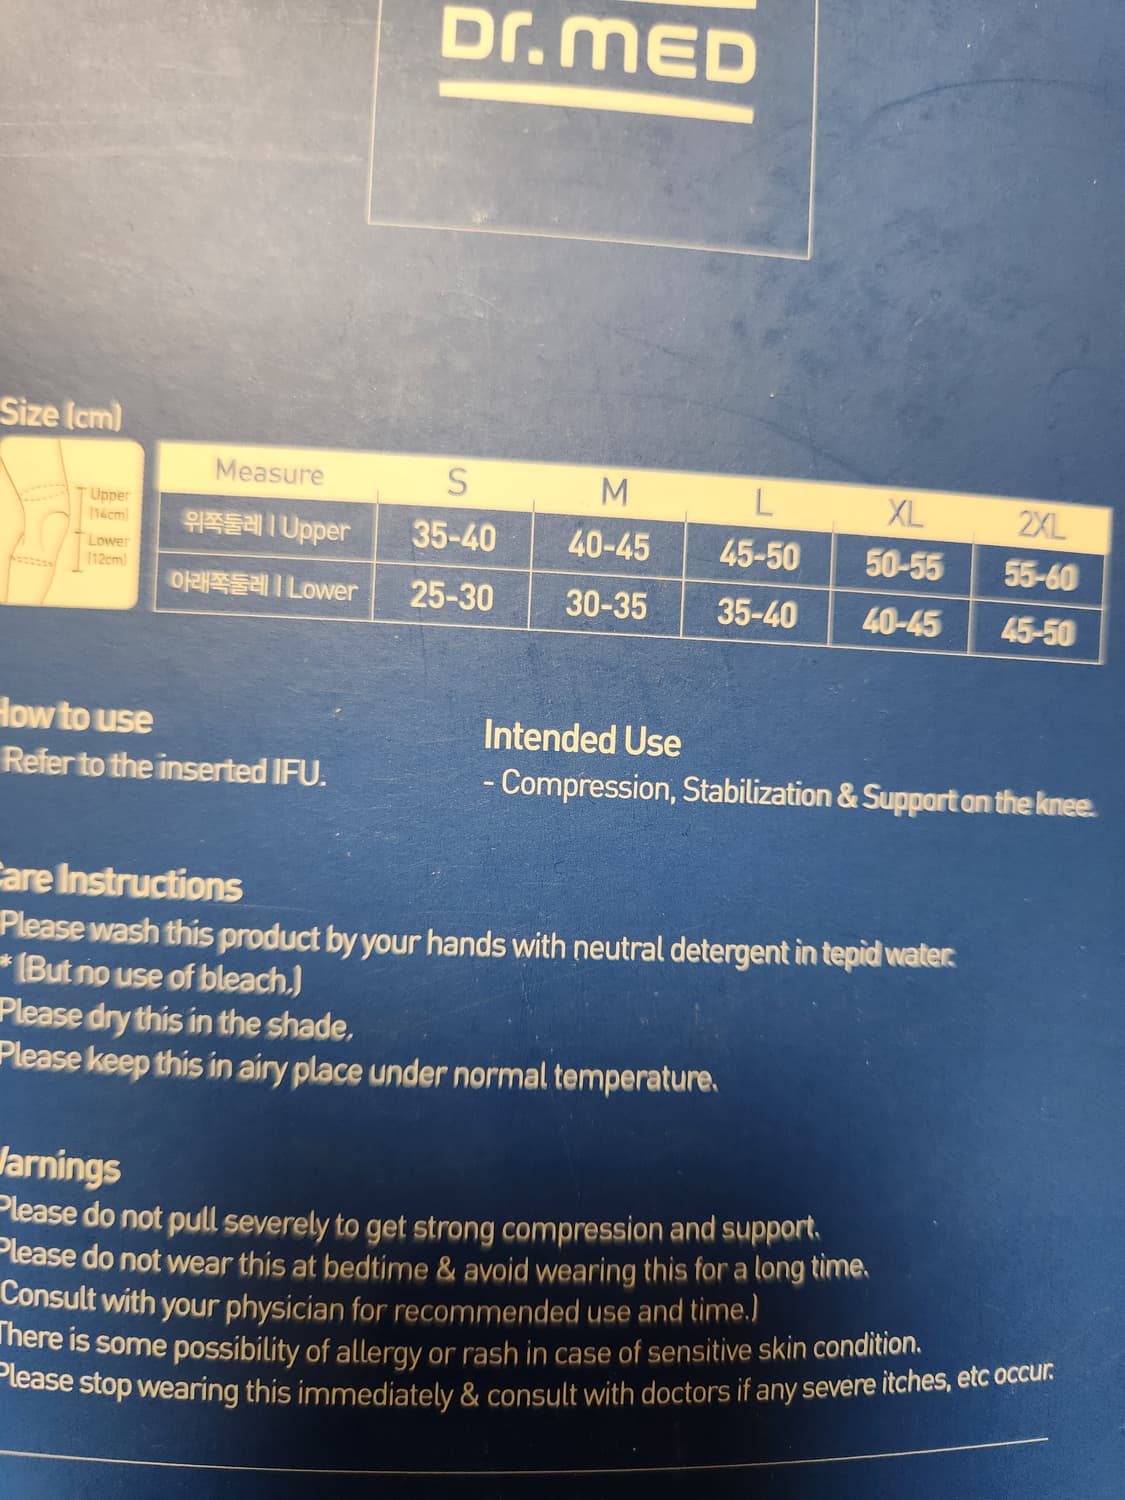 Dr.MED
Size (cm)
Upper
(14cm)
Lower
(12cm)
Measure S M L XL 2XL
위쪽둘레 | Upper 35-40 40-45 45-50 50-55 55-60
아래쪽둘레 | Lower 25-30 30-35 35-40 40-45 45-50
How to use
Refer to the inserted IFU.
Intended Use
- Compression, Stabilization & Support on the knee.
Care Instructions
Please wash this product by your hands with neutral detergent in tepid water.
* (But no use of bleach.)
Please dry this in the shade.
Please keep this in airy place under normal temperature.
Warnings
Please do not pull severely to get strong compression and support.
Please do not wear this at bedtime & avoid wearing this for a long time.
Consult with your physician for recommended use and time.)
There is some possibility of allergy or rash in case of sensitive skin condition.
Please stop wearing this immediately & consult with doctors if any severe itches, etc occur.